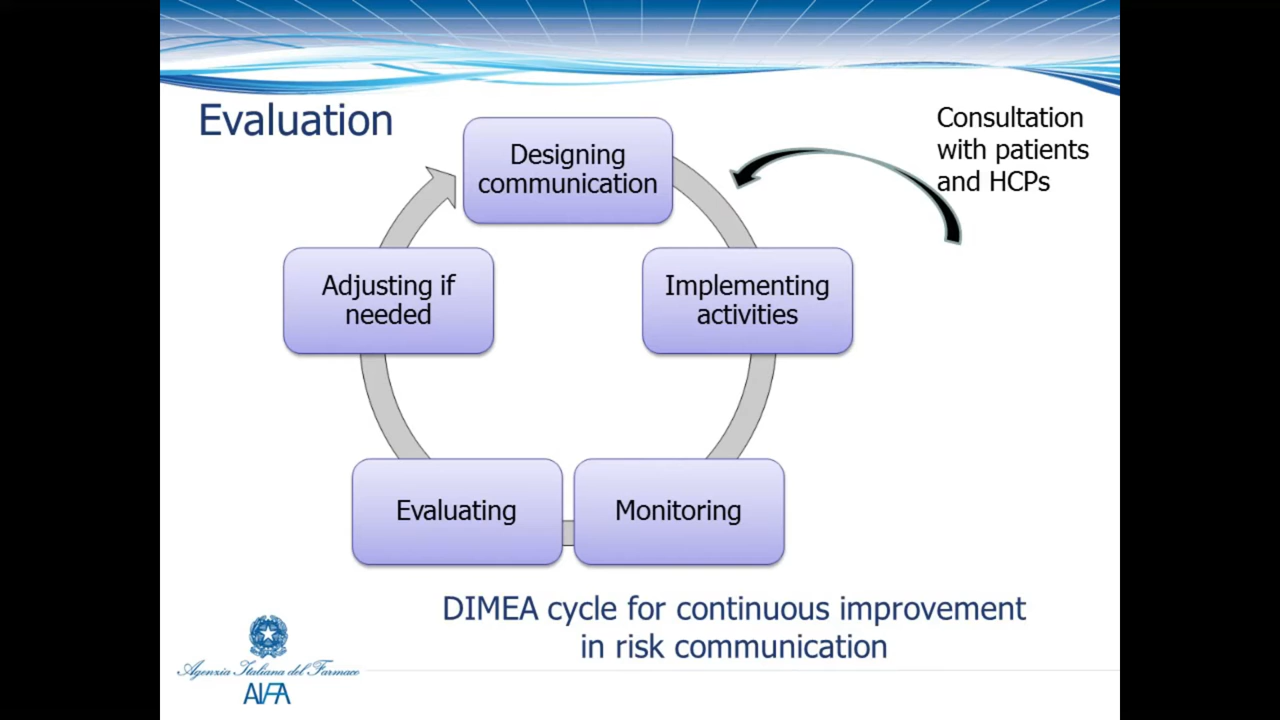 Evaluation
Designing
communication
Consultation
with patients
and HCPs
Implementing
activities
Monitoring
Evaluating
Adjusting if
needed
DIMEA cycle for continuous improvement
in risk communication
Agenzia Italiana del Farmaco
AIFA